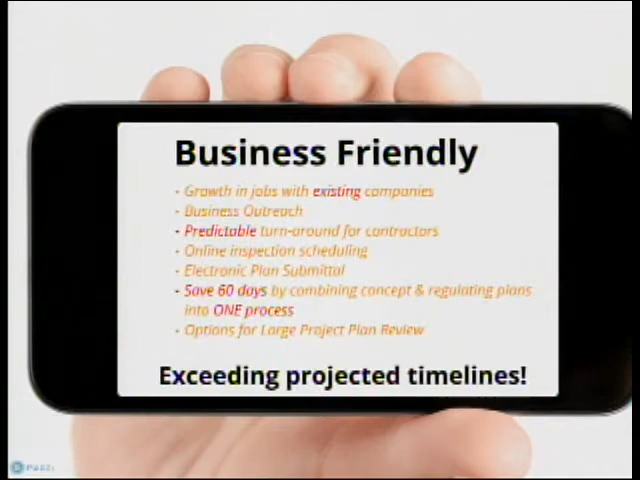 Business Friendly
- Growth in jobs with existing companies
- Business Outreach
- Predictable turn-around for contractors
- Online inspection scheduling
- Electronic Plan Submittal
- Save 60 days by combining concept & regulating plans
into ONE process
- Options for Large Project Plan Review
Exceeding projected timelines!